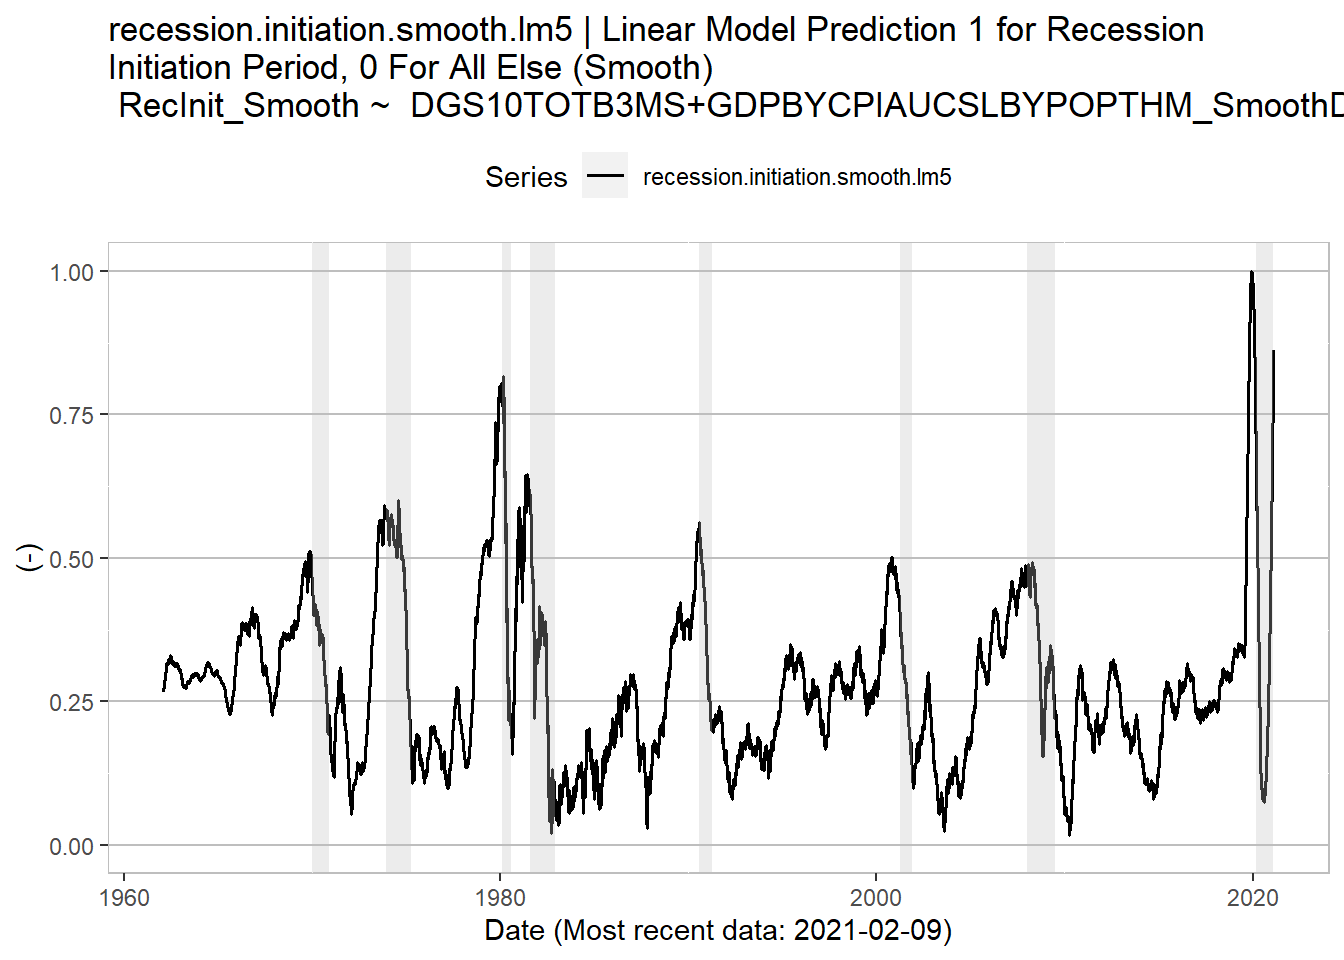 recession.initiation.smooth.lm5 | Linear Model Prediction 1 for Recession
Initiation Period, 0 For All Else (Smooth)
RecInit_Smooth ~ DGS10TOTB3MS+GDPBYCPIAUCSLBYPOPTHM_SmoothD
Series recession.initiation.smooth.lm5
1.00
0.75
0.50
0.25
0.00
(-)
1960 1980 2000 2020
Date (Most recent data: 2021-02-09)